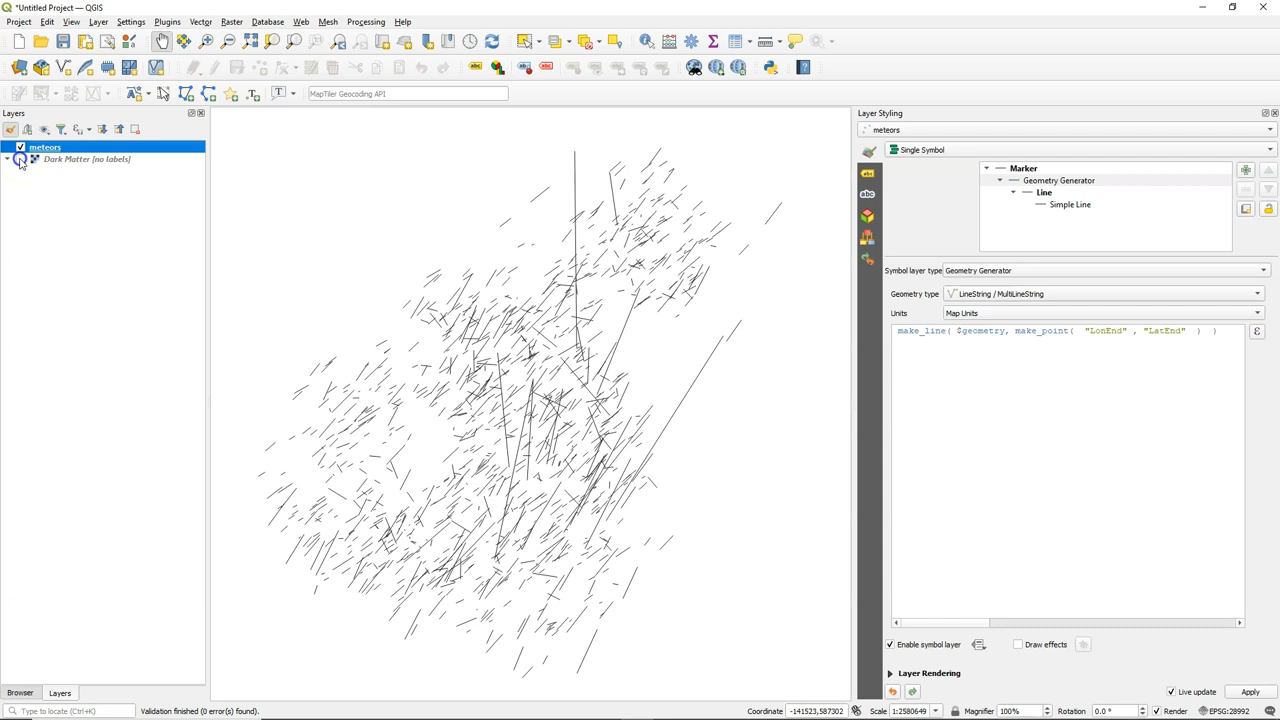 *Untitled Project — QGIS
Project Edit View Layer Settings Plugins Vector Raster Database Web Mesh Processing Help
MapTiler Geocoding API
Layers
meteors
Dark Matter [no labels]
Browser
Layers
Type to locate (Ctrl+K)
Validation finished (0 error(s) found).
Layer Styling
meteors
Single Symbol
Marker
Geometry Generator
Line
Simple Line
Symbol layer type Geometry Generator
Geometry type LineString / MultiLineString
Units Map Units
make_line( $geometry, make_point( "LonEnd" , "LatEnd" ) )
Enable symbol layer
Draw effects
Layer Rendering
Live update
Apply
Coordinate -141523,587302
Scale 1:2580649
Magnifier 100%
Rotation 0.0 °
Render
EPSG:28992